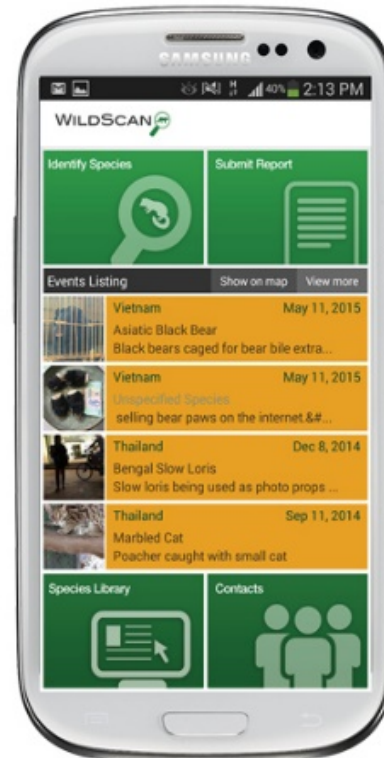 SAMSUNG
40% 2:13 PM
WILDSCAN
Identify Species Submit Report
Events Listing Show on map View more
Vietnam May 11, 2015
Asiatic Black Bear
Black bears caged for bear bile extra...
Vietnam May 11, 2015
Unspecified Species
selling bear paws on the internet.&#...
Thailand Dec 8, 2014
Bengal Slow Loris
Slow loris being used as photo props ...
Thailand Sep 11, 2014
Marbled Cat
Poacher caught with small cat
Species Library Contacts